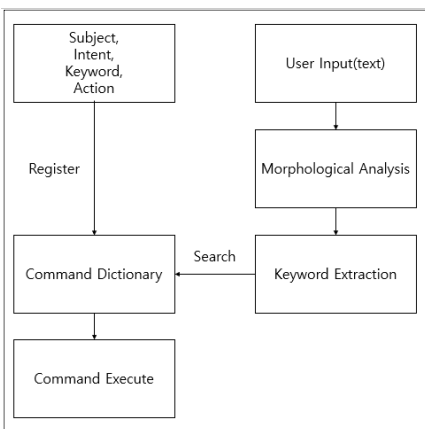 Subject,
Intent,
Keyword,
Action
User Input(text)
Register
Morphological Analysis
Command Dictionary
Search
Keyword Extraction
Command Execute